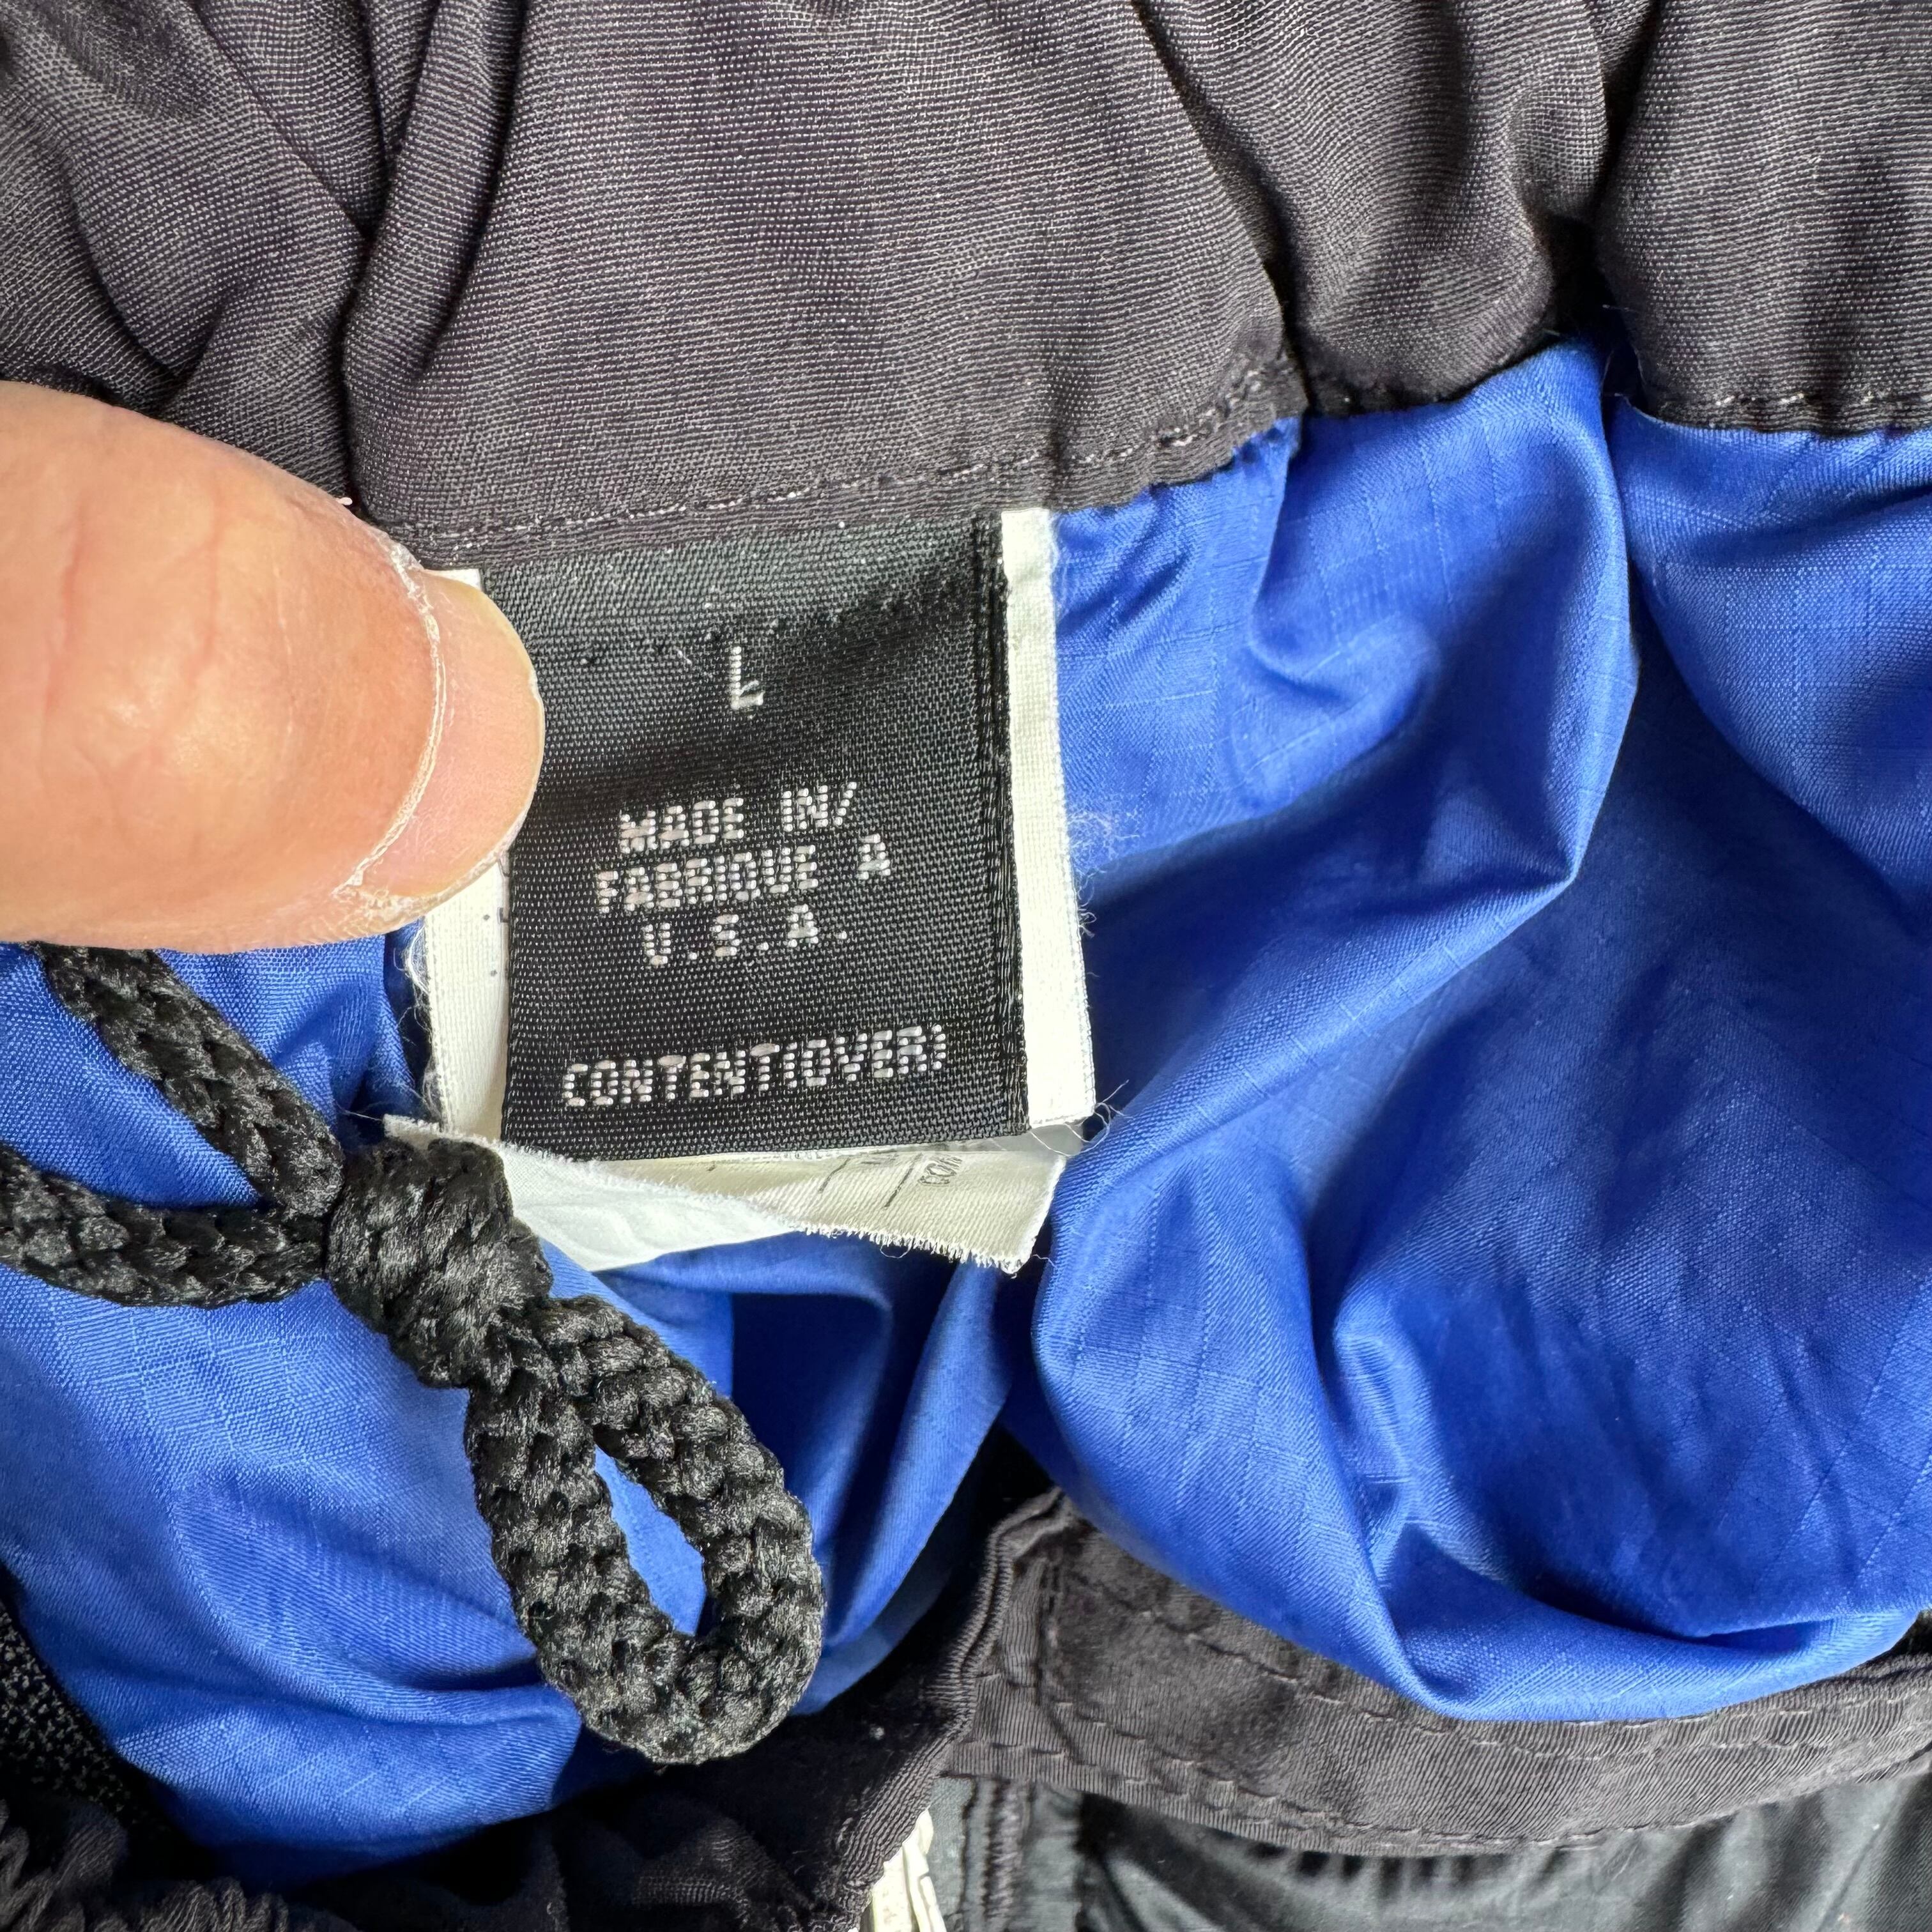 L
MADE IN/
FABRIQUE A
U.S.A.
CONTENT(OVER)